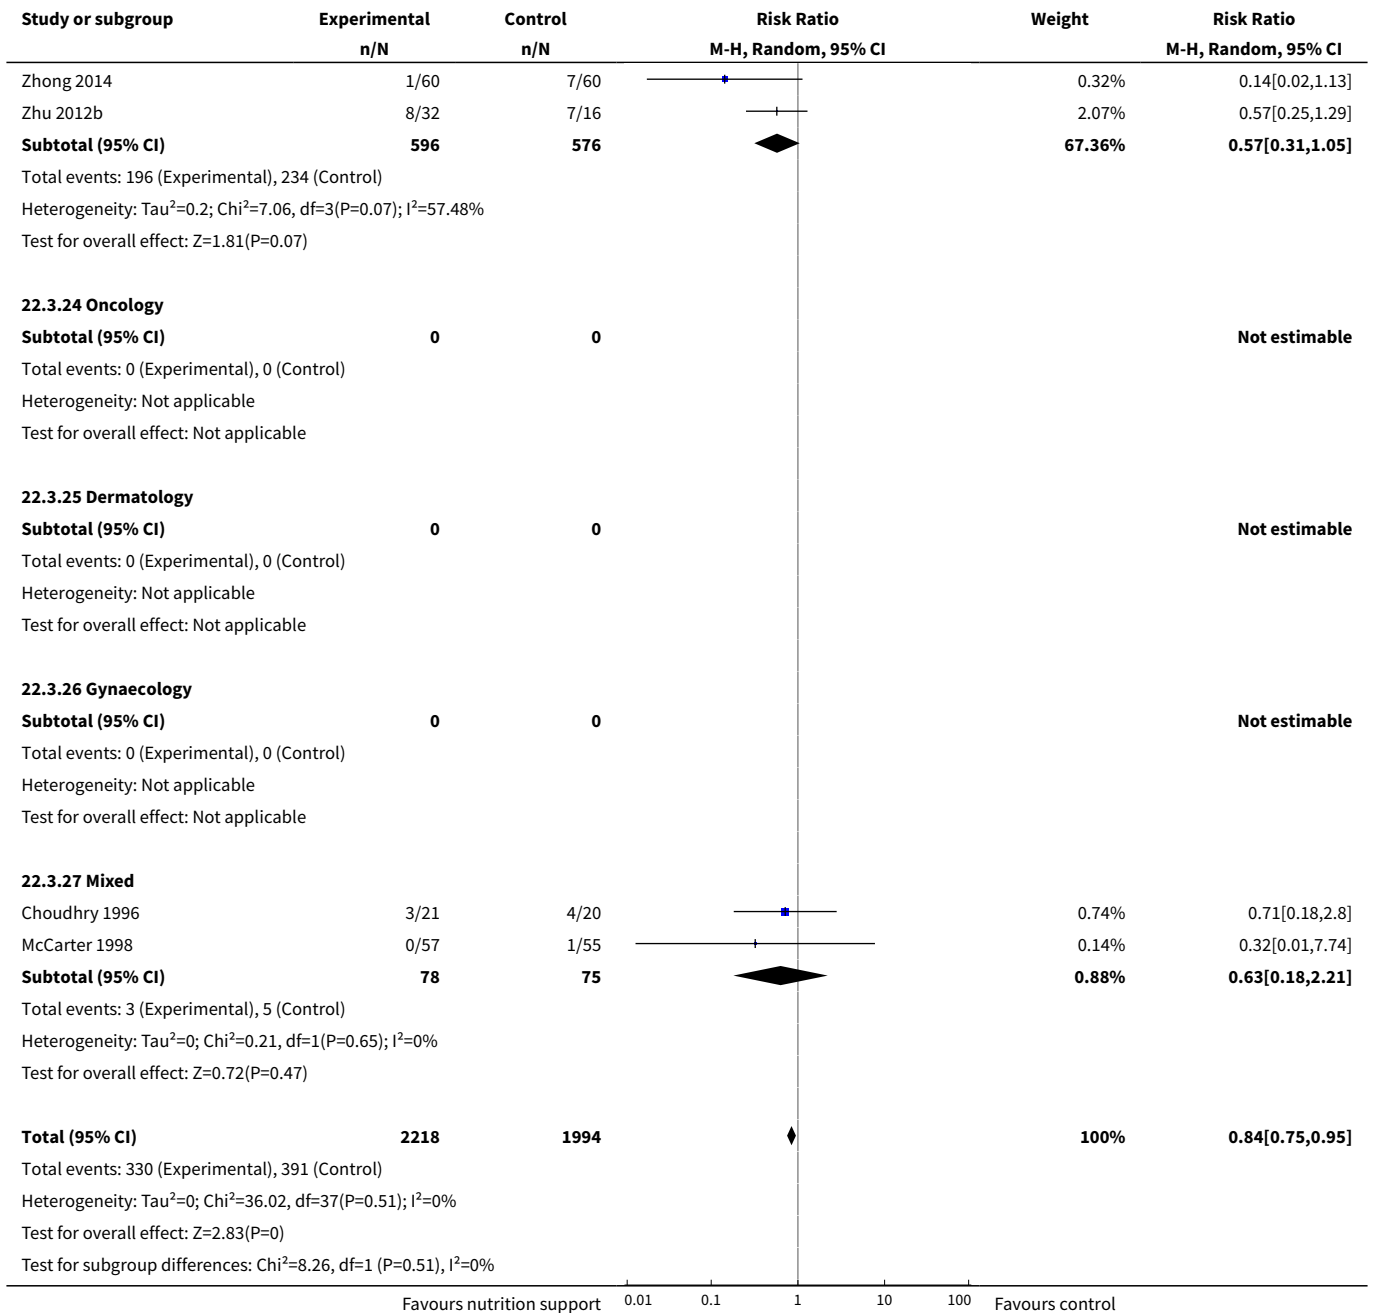 Study or subgroup Experimental Control Risk Ratio Weight Risk Ratio
n/N n/N M-H, Random, 95% CI M-H, Random, 95% CI
Zhong 2014 1/60 7/60 0.32% 0.14[0.02,1.13]
Zhu 2012b 8/32 7/16 2.07% 0.57[0.25,1.29]
Subtotal (95% CI) 596 576 67.36% 0.57[0.31,1.05]
Total events: 196 (Experimental), 234 (Control)
Heterogeneity: Tau²=0.2; Chi²=7.06, df=3(P=0.07); I²=57.48%
Test for overall effect: Z=1.81(P=0.07)
22.3.24 Oncology
Subtotal (95% CI) 0 0 Not estimable
Total events: 0 (Experimental), 0 (Control)
Heterogeneity: Not applicable
Test for overall effect: Not applicable
22.3.25 Dermatology
Subtotal (95% CI) 0 0 Not estimable
Total events: 0 (Experimental), 0 (Control)
Heterogeneity: Not applicable
Test for overall effect: Not applicable
22.3.26 Gynaecology
Subtotal (95% CI) 0 0 Not estimable
Total events: 0 (Experimental), 0 (Control)
Heterogeneity: Not applicable
Test for overall effect: Not applicable
22.3.27 Mixed
Choudhry 1996 3/21 4/20 0.74% 0.71[0.18,2.8]
McCarter 1998 0/57 1/55 0.14% 0.32[0.01,7.74]
Subtotal (95% CI) 78 75 0.88% 0.63[0.18,2.21]
Total events: 3 (Experimental), 5 (Control)
Heterogeneity: Tau²=0; Chi²=0.21, df=1(P=0.65); I²=0%
Test for overall effect: Z=0.72(P=0.47)
Total (95% CI) 2218 1994 100% 0.84[0.75,0.95]
Total events: 330 (Experimental), 391 (Control)
Heterogeneity: Tau²=0; Chi²=36.02, df=37(P=0.51); I²=0%
Test for overall effect: Z=2.83(P=0)
Test for subgroup differences: Chi²=8.26, df=1 (P=0.51), I²=0%
Favours nutrition support 0.01 0.1 1 10 100 Favours control